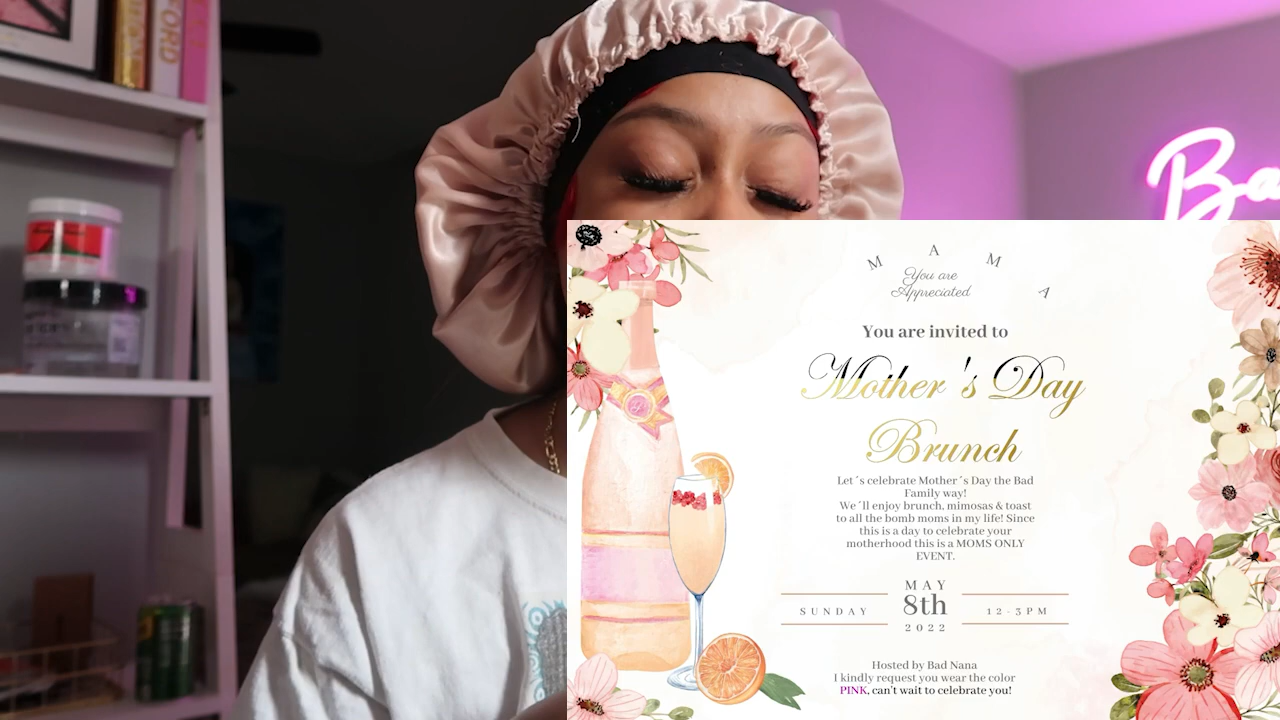 FORD
Ba
M A M A
You are
Appreciated
You are invited to
Mother 's Day
Brunch
Let´s celebrate Mother´s Day the Bad
Family way!
We´ll enjoy brunch, mimosas & toast
to all the bomb moms in my life! Since
this is a day to celebrate your
motherhood this is a MOMS ONLY
EVENT.
MAY
SUNDAY 8th 12-3PM
2022
Hosted by Bad Nana
I kindly request you wear the color
PINK, can't wait to celebrate you!